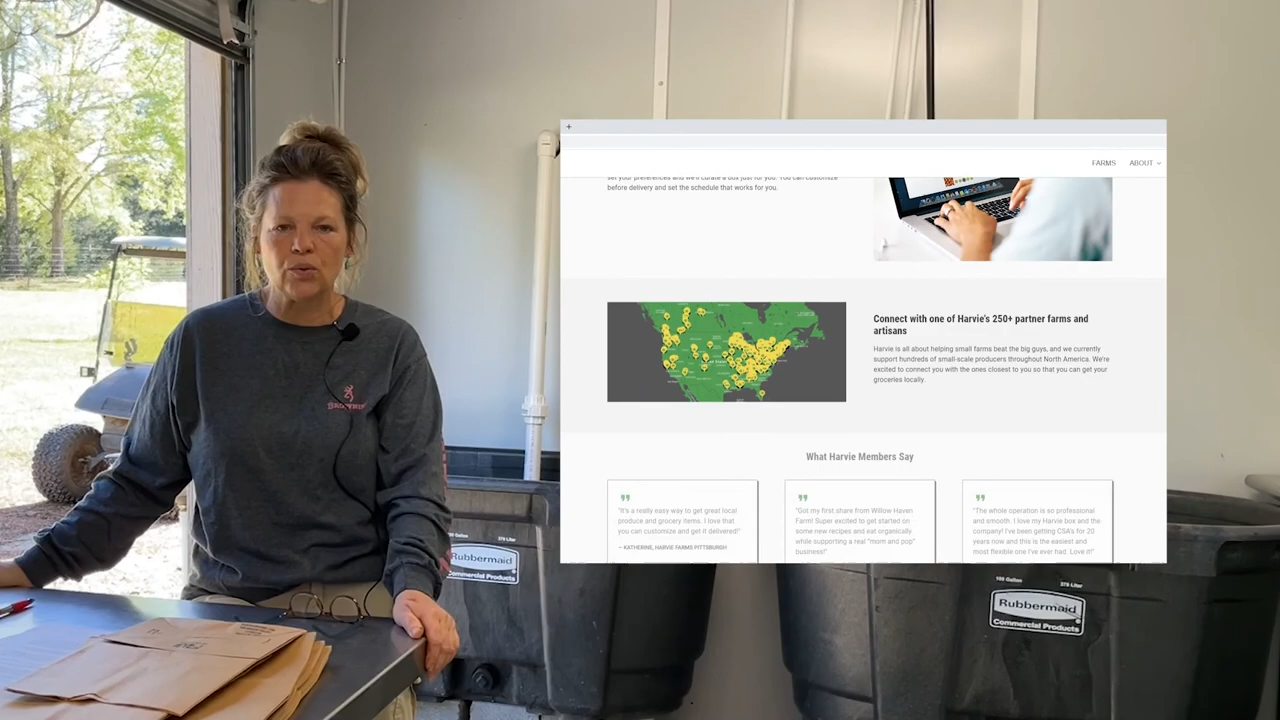 +
FARMS ABOUT
set your preferences and we'll curate a box just for you. You can customize
before delivery and set the schedule that works for you.
Connect with one of Harvie's 250+ partner farms and
artisans
Harvie is all about helping small farms beat the big guys, and we currently
support hundreds of small-scale producers throughout North America. We're
excited to connect you with the ones closest to you so that you can get your
groceries locally.
What Harvie Members Say
"It's a really easy way to get great local
produce and grocery items. I love that
you can customize and get it delivered!"
– KATHERINE, HARVIE FARMS PITTSBURGH
"Got my first share from Willow Haven
Farm! Super excited to get started on
some new recipes and eat organically
while supporting a real "mom and pop"
business!"
"The whole operation is so professional
and smooth. I love my Harvie box and the
company! I've been getting CSA's for 20
years now and this is the easiest and
most flexible one I've ever had. Love it!"
Rubbermaid
Commercial Products
100 Gallon 379 Liter
Rubbermaid
Commercial Products